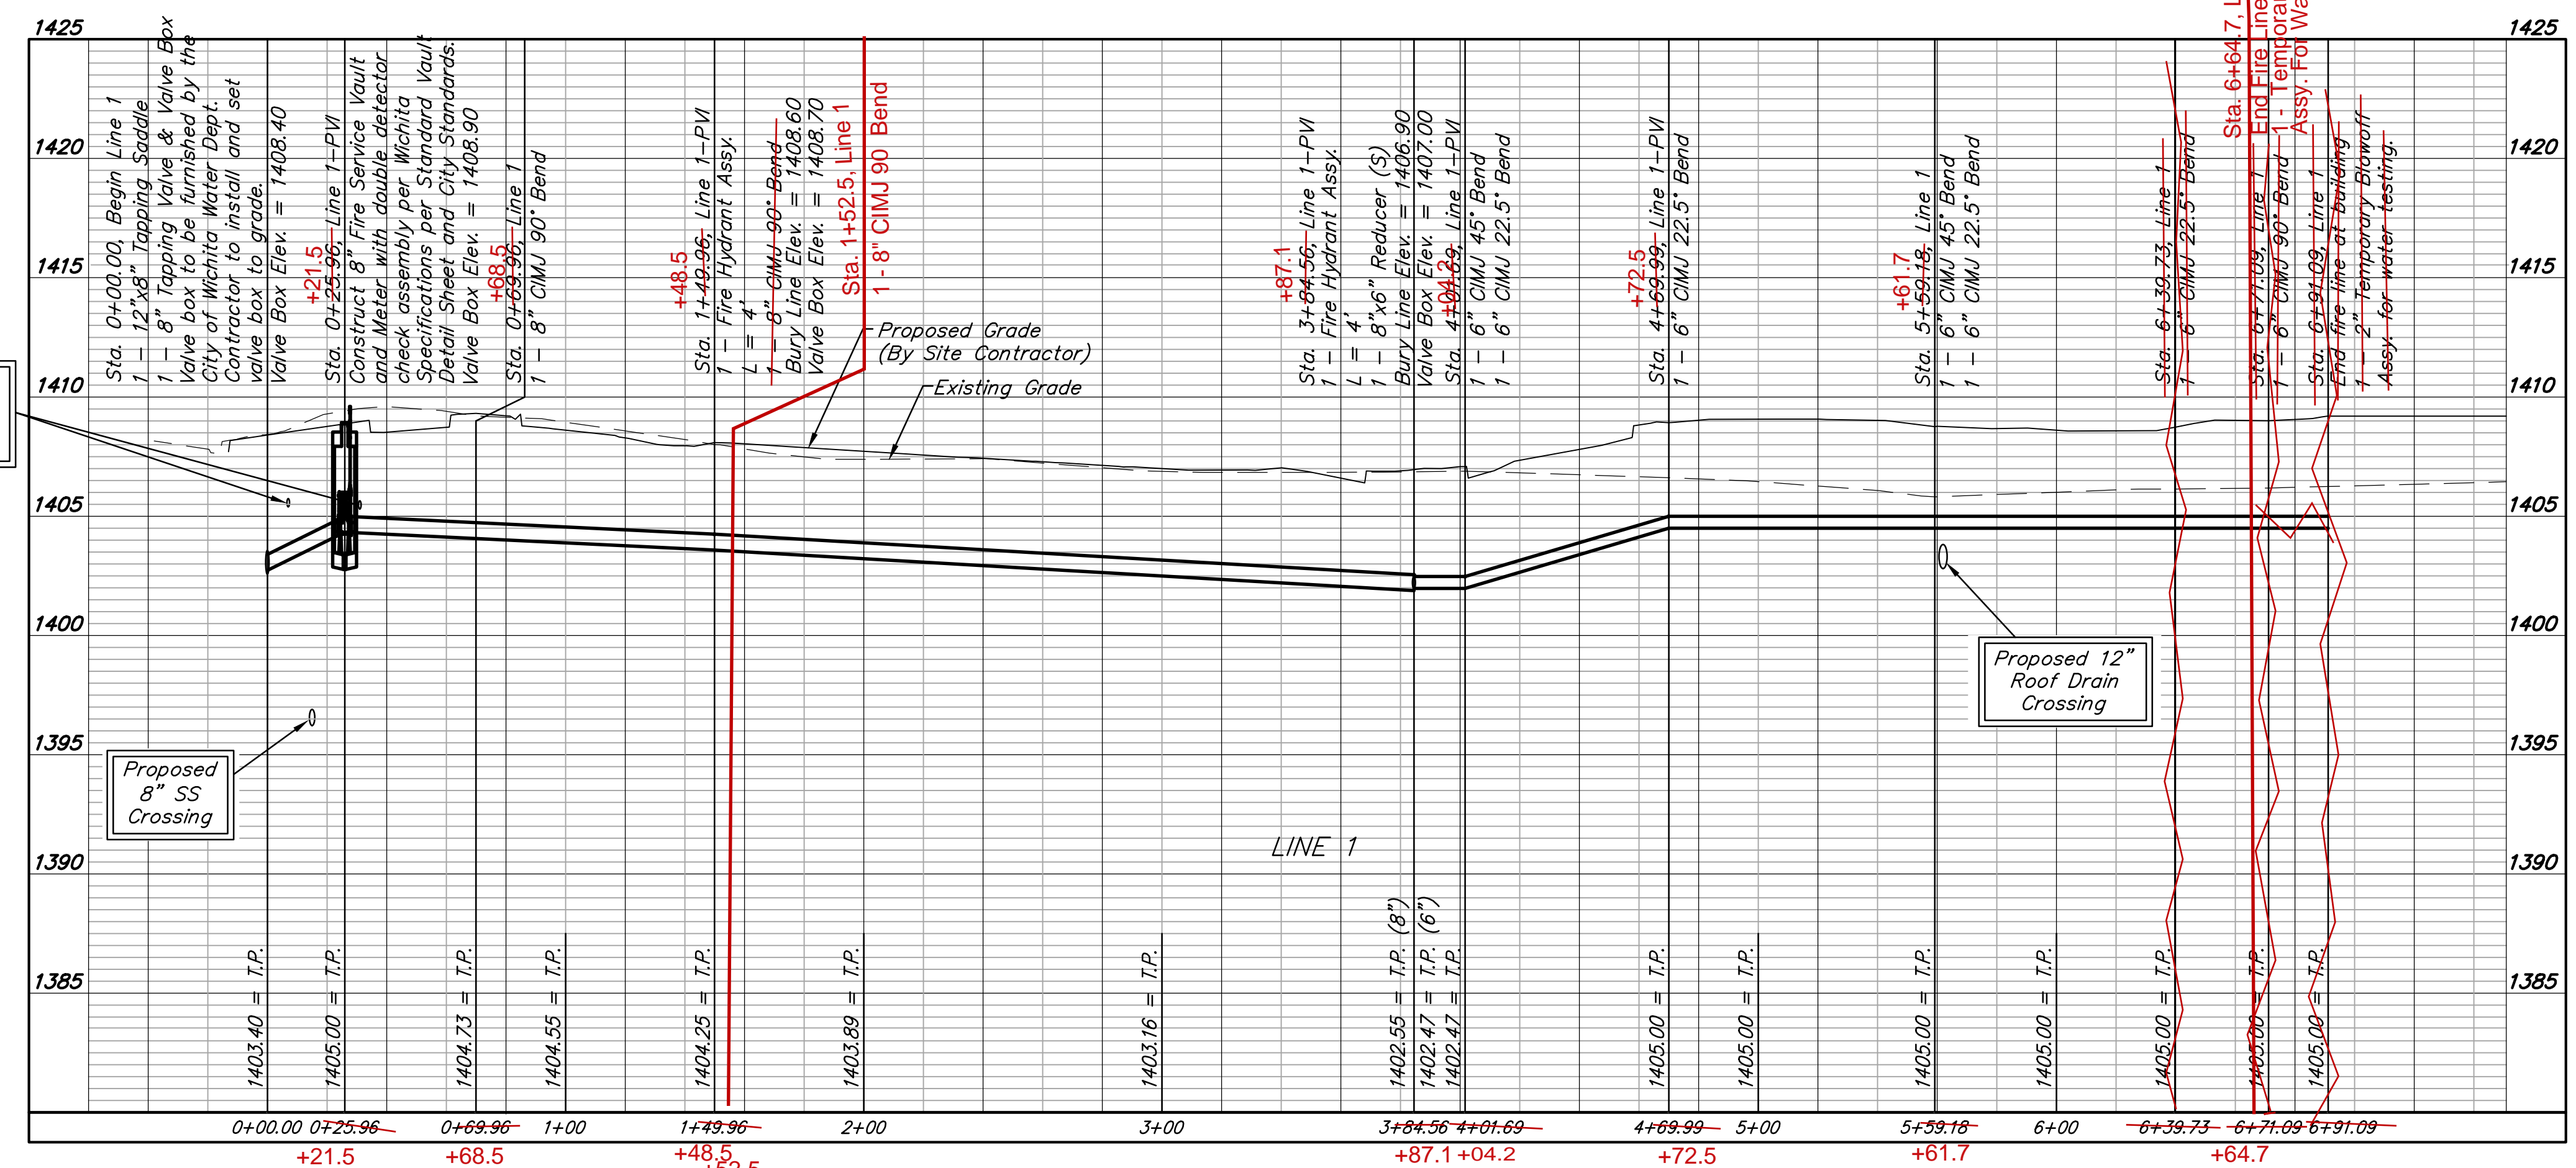 1425
1420
1415
1410
1405
1400
1395
1390
1385
Sta. 0+00.00, Begin Line 1
1 - 12"x8" Tapping Saddle
1 - 8" Tapping Valve & Valve Box
Valve box to be furnished by the
City of Wichita Water Dept.
Contractor to install and set
valve box to grade.
Valve Box Elev. = 1408.40
+21.5
Sta. 0+25.96, Line 1-PVI
Construct 8" Fire Service Vault
and Meter with double detector
check assembly per Wichita
Specifications per Standard Vault
Detail Sheet and City Standards.
Valve Box Elev. = 1408.90
+68.5
Sta. 0+69.96, Line 1
1 - 8" CIMJ 90° Bend
+48.5
Sta. 1+49.96, Line 1-PVI
1 - Fire Hydrant Assy.
L = 4'
1 - 8" CIMJ 90° Bend
Bury Line Elev. = 1408.60
Valve Box Elev. = 1408.70
Sta. 1+52.5, Line 1
1 - 8" CIMJ 90 Bend
Proposed Grade
(By Site Contractor)
Existing Grade
+87.1
Sta. 3+84.56, Line 1-PVI
1 - Fire Hydrant Assy.
L = 4'
1 - 8"x6" Reducer (S)
Bury Line Elev. = 1406.90
Valve Box Elev. = 1407.00
+04.2
Sta. 4+01.69, Line 1-PVI
1 - 6" CIMJ 45° Bend
1 - 6" CIMJ 22.5° Bend
+72.5
Sta. 4+69.99, Line 1-PVI
1 - 6" CIMJ 22.5° Bend
+61.7
Sta. 5+59.18, Line 1
1 - 6" CIMJ 45° Bend
1 - 6" CIMJ 22.5° Bend
Sta. 6+39.73, Line 1
1 - 6" CIMJ 22.5° Bend
Sta. 6+64.7,
End Fire Line
1 -
Assy. For
Sta. 6+71.09, Line 1
1 - 6" CIMJ 90° Bend
Sta. 6+91.09, Line 1
End fire line at building
1 - 2" Temporary Blowoff
Assy. for water testing.
Proposed
8" SS
Crossing
Proposed 12"
Roof Drain
Crossing
LINE 1
1403.40 = T.P.
1405.00 = T.P.
1404.73 = T.P.
1404.55 = T.P.
1404.25 = T.P.
1403.89 = T.P.
1403.16 = T.P.
1402.55 = T.P. (8")
1402.47 = T.P. (6")
1402.47 = T.P.
1405.00 = T.P.
1405.00 = T.P.
1405.00 = T.P.
1405.00 = T.P.
1405.00 = T.P.
1405.00 = T.P.
1405.00 = T.P.
1425
1420
1415
1410
1405
1400
1395
1390
1385
0+00.00 0+25.96 0+69.96 1+00 1+49.96 2+00 3+00 3+84.56 4+01.69 4+69.99 5+00 5+59.18 6+00 6+39.73 6+71.09 6+91.09
+21.5 +68.5 +48.5 +52.5 +87.1 +04.2 +72.5 +61.7 +64.7